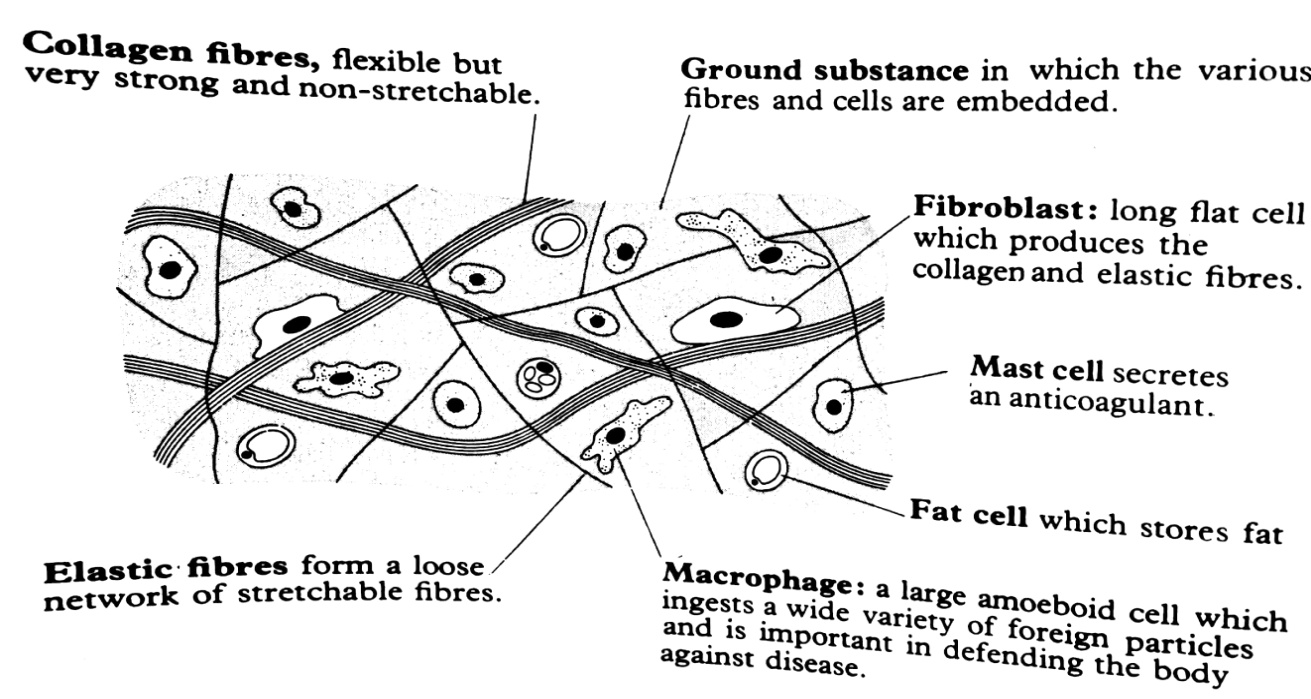 Collagen fibres, flexible but
very strong and non-stretchable.
Ground substance in which the various
fibres and cells are embedded.
Fibroblast: long flat cell
which produces the
collagen and elastic fibres.
Mast cell secretes
an anticoagulant.
Fat cell which stores fat
Elastic fibres form a loose
network of stretchable fibres.
Macrophage: a large amoeboid cell which
ingests a wide variety of foreign particles
and is important in defending the body
against disease.